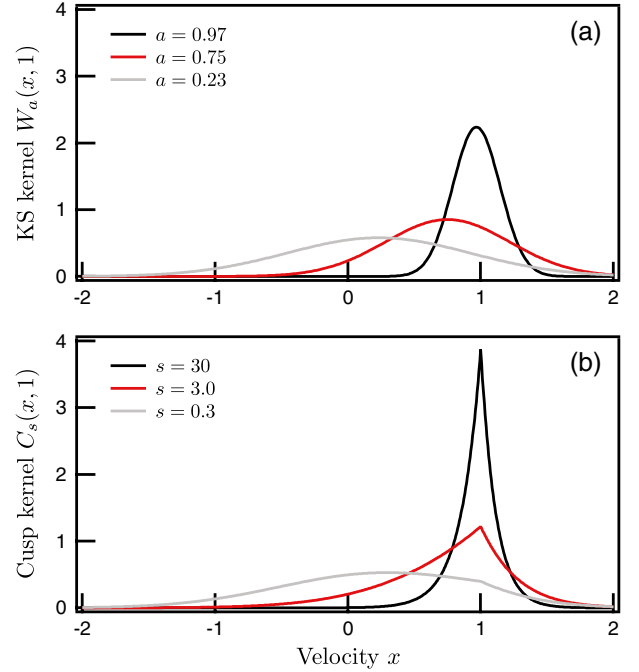 4
3
2
1
0
KS kernel W_a(x, 1)
a = 0.97
a = 0.75
a = 0.23
(a)
-2 -1 0 1 2
4
3
2
1
0
Cusp kernel C_s(x, 1)
s = 30
s = 3.0
s = 0.3
(b)
-2 -1 0 1 2
Velocity x